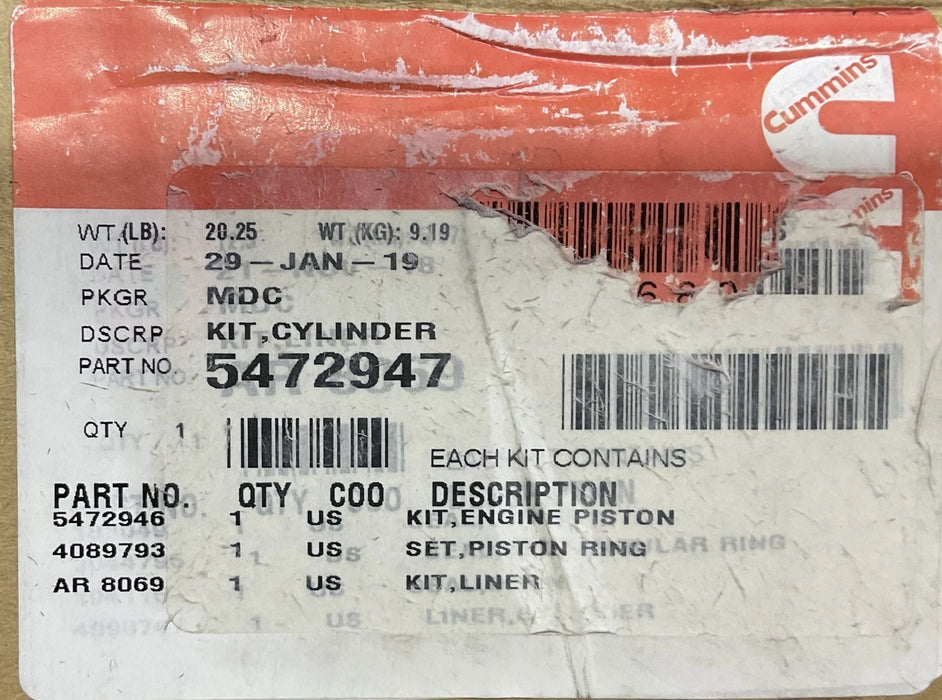 Cummins
WT.(LB): 20.25 WT.(KG): 9.19
DATE 29-JAN-19
PKGR MDC
DSCRP KIT,CYLINDER
PART NO. 5472947
QTY 1
EACH KIT CONTAINS
PART NO. QTY COO DESCRIPTION
5472946 1 US KIT,ENGINE PISTON
4089793 1 US SET,PISTON RING
AR 8069 1 US KIT,LINER